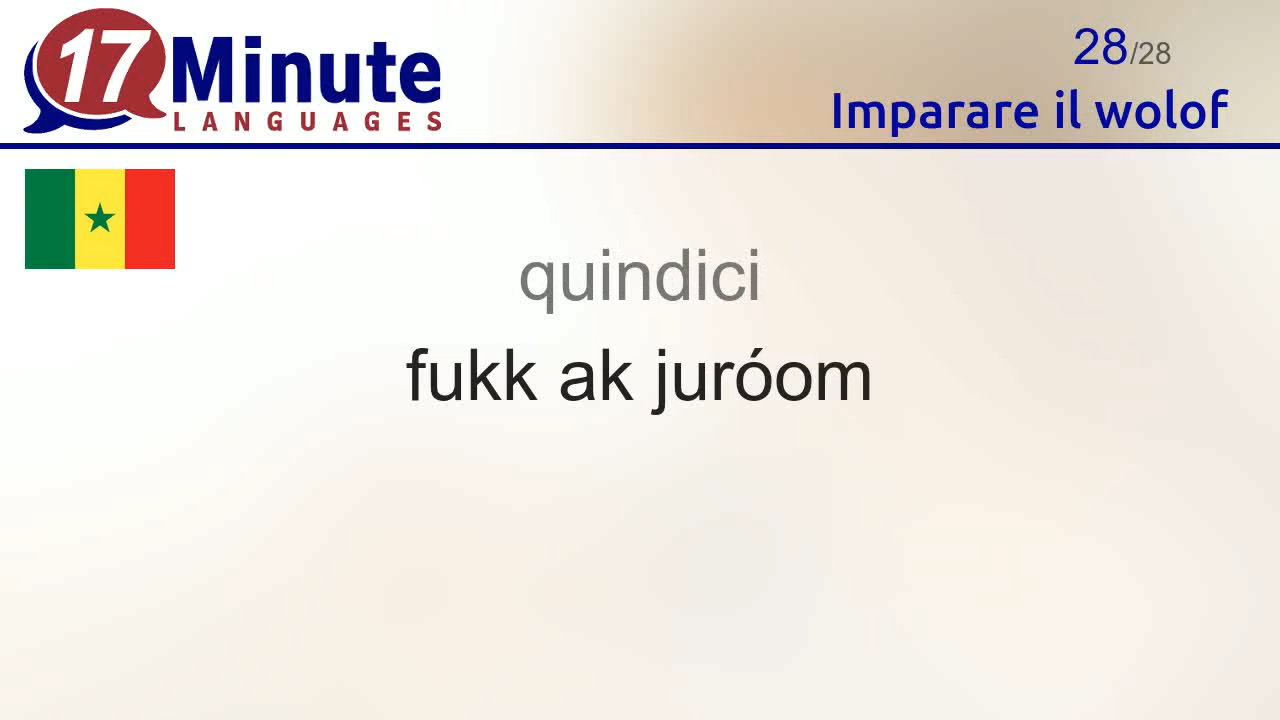 17 Minute
LANGUAGES
28/28
Imparare il wolof
quindici
fukk ak juróom